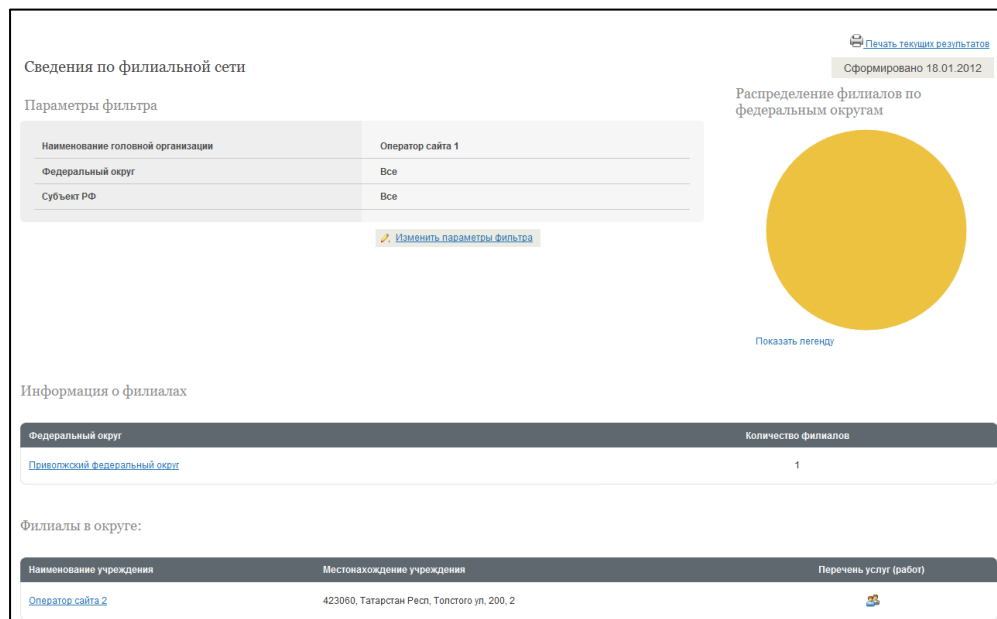 Печать текущих результатов
Сведения по филиальной сети
Сформировано 18.01.2012
Параметры фильтра
Распределение филиалов по
федеральным округам
Наименование головной организации Оператор сайта 1
Федеральный округ Все
Субъект РФ Все
Изменить параметры фильтра
Показать легенду
Информация о филиалах
Федеральный округ Количество филиалов
Приволжский федеральный округ 1
Филиалы в округе:
Наименование учреждения Местонахождение учреждения Перечень услуг (работ)
Оператор сайта 2 423060, Татарстан Респ, Толстого ул, 200, 2